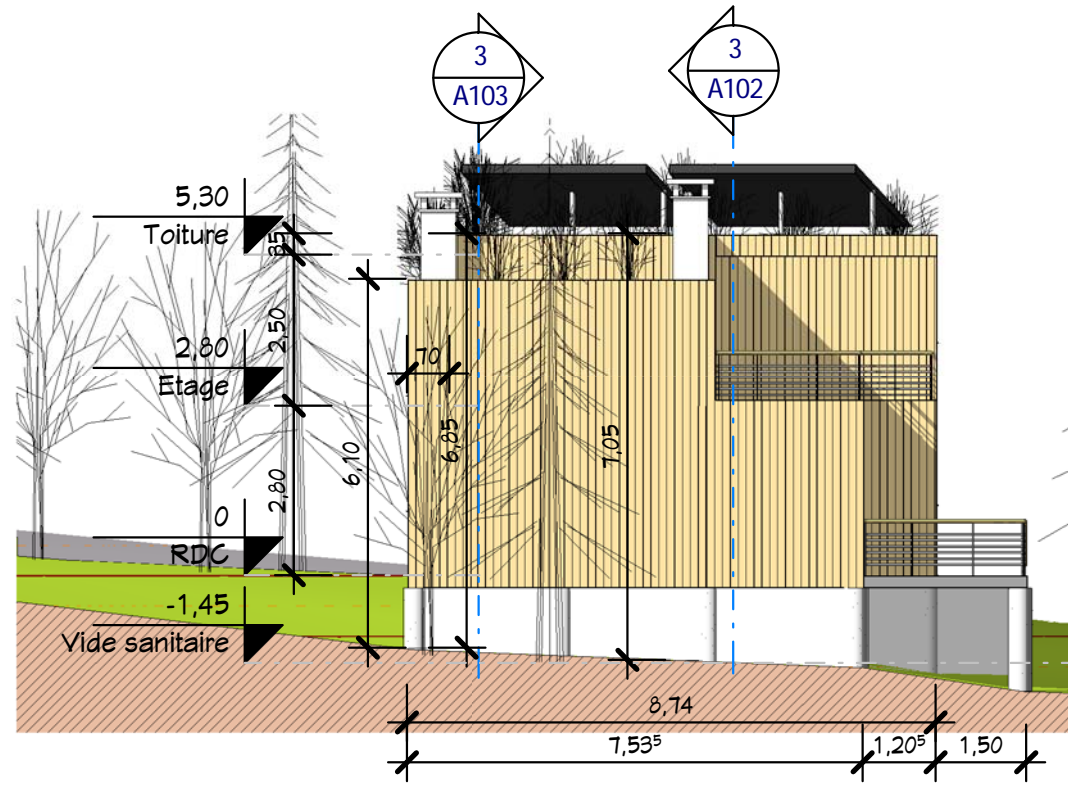 3
A103
3
A102
5,30
Toiture
85
2,50
2,80
Etage
70
6,10
6,85
7,05
2,80
0
RDC
-1,45
Vide sanitaire
8,74
7,53⁵
1,20⁵
1,50